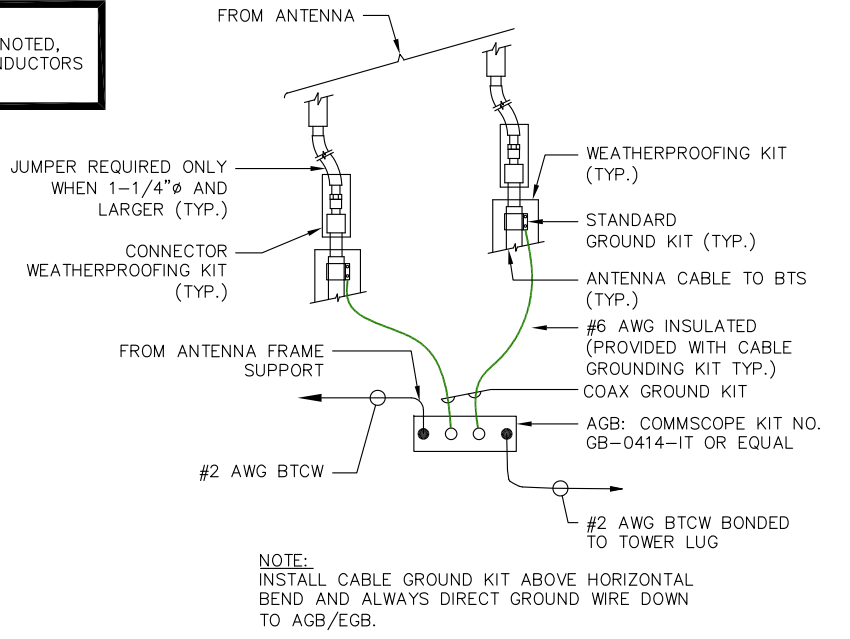 NOTED,
NDUCTORS
FROM ANTENNA
JUMPER REQUIRED ONLY
WHEN 1-1/4"ø AND
LARGER (TYP.)
CONNECTOR
WEATHERPROOFING KIT
(TYP.)
WEATHERPROOFING KIT
(TYP.)
STANDARD
GROUND KIT (TYP.)
ANTENNA CABLE TO BTS
(TYP.)
#6 AWG INSULATED
(PROVIDED WITH CABLE
GROUNDING KIT TYP.)
FROM ANTENNA FRAME
SUPPORT
COAX GROUND KIT
AGB: COMMSCOPE KIT NO.
GB-0414-IT OR EQUAL
#2 AWG BTCW
#2 AWG BTCW BONDED
TO TOWER LUG
NOTE:
INSTALL CABLE GROUND KIT ABOVE HORIZONTAL
BEND AND ALWAYS DIRECT GROUND WIRE DOWN
TO AGB/EGB.